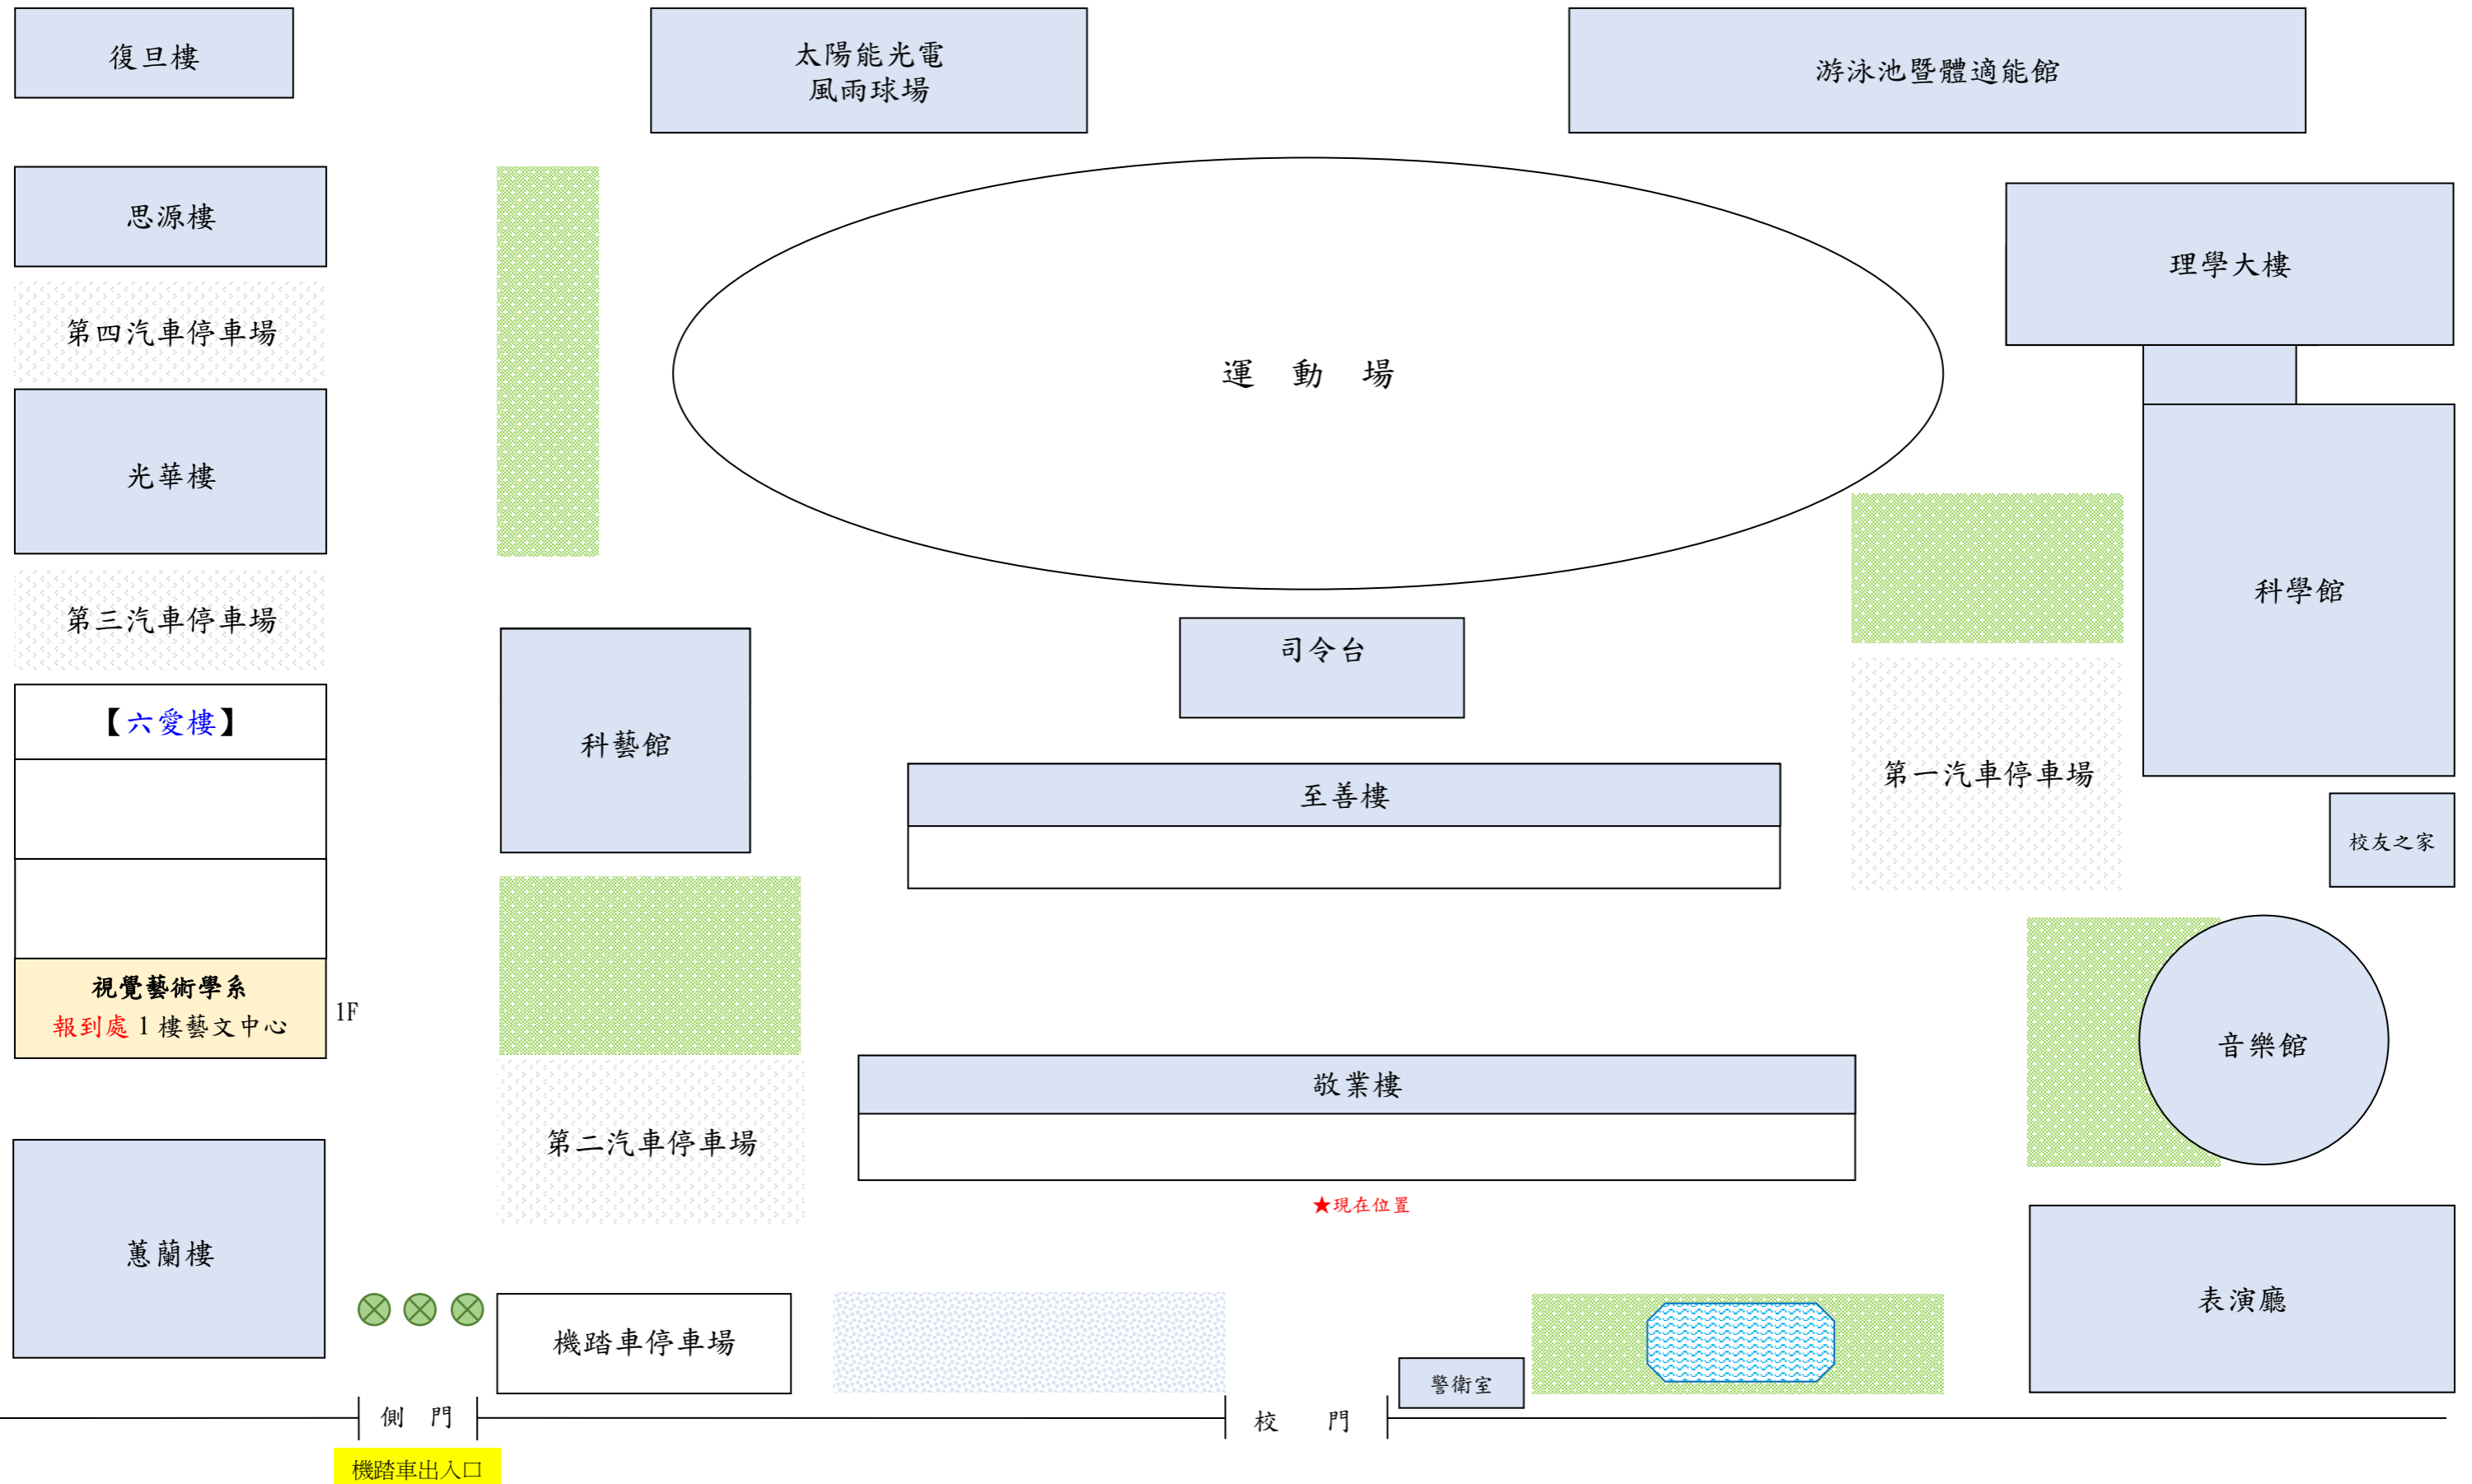 復旦樓
太陽能光電
風雨球場
游泳池暨體適能館
思源樓
理學大樓
第四汽車停車場
運 動 場
光華樓
科學館
第三汽車停車場
司令台
【六愛樓】
科藝館
第一汽車停車場
至善樓
校友之家
視覺藝術學系
報到處 1 樓藝文中心
1F
音樂館
敬業樓
第二汽車停車場
★現在位置
蕙蘭樓
表演廳
機踏車停車場
警衛室
側 門
校 門
機踏車出入口